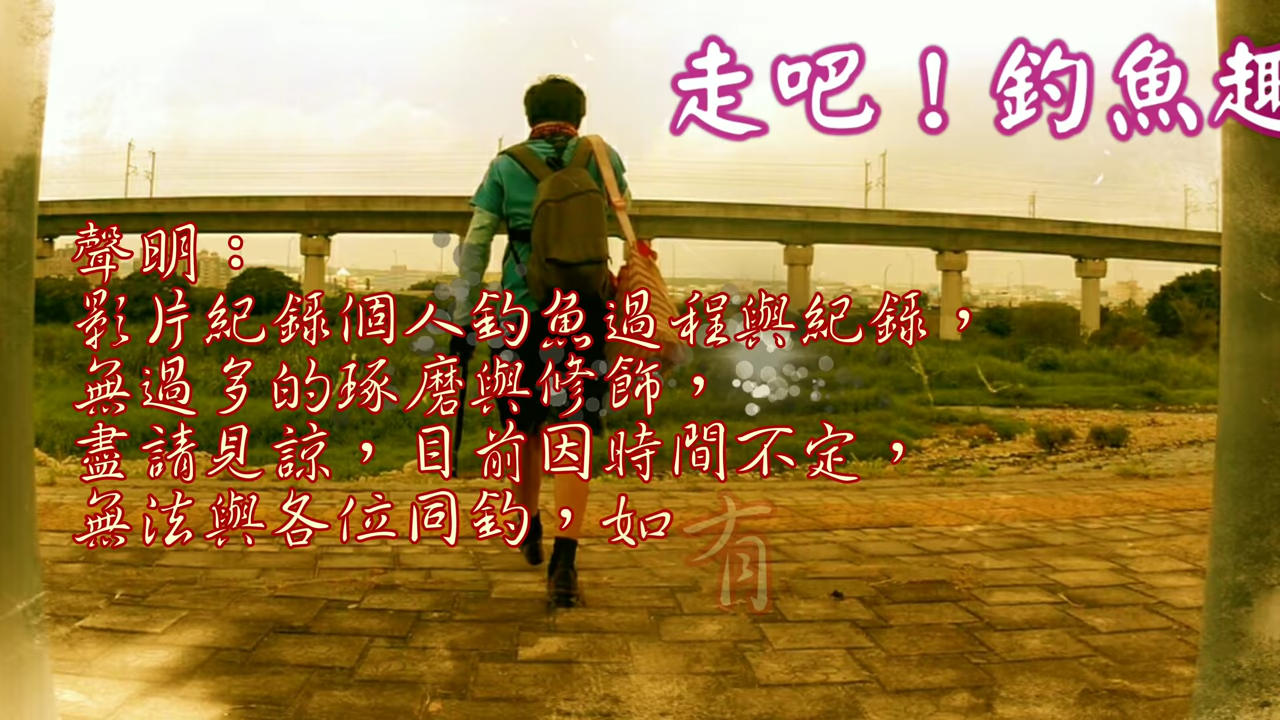 走吧！釣魚趣
聲明：
影片紀錄個人釣魚過程與紀錄，
無過多的琢磨與修飾，
盡請見諒，目前因時間不定，
無法與各位同釣，如有